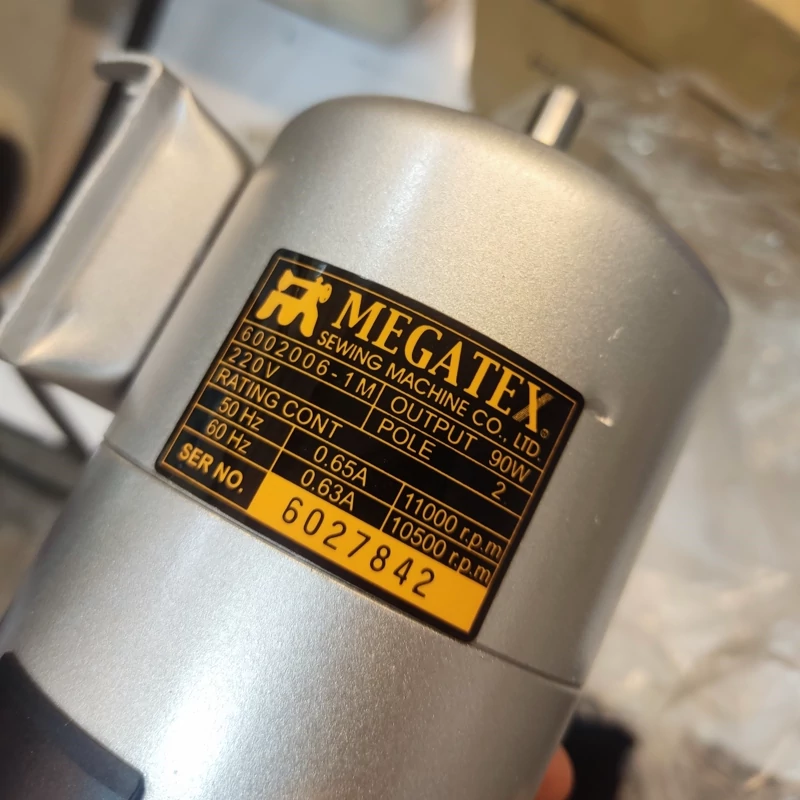 MEGATEX®
SEWING MACHINE CO., LTD.
6002006-1M OUTPUT 90W
220V POLE 2
RATING CONT
50 Hz 0.65A 11000 r.p.m
60 Hz 0.63A 10500 r.p.m
SER NO. 6027842